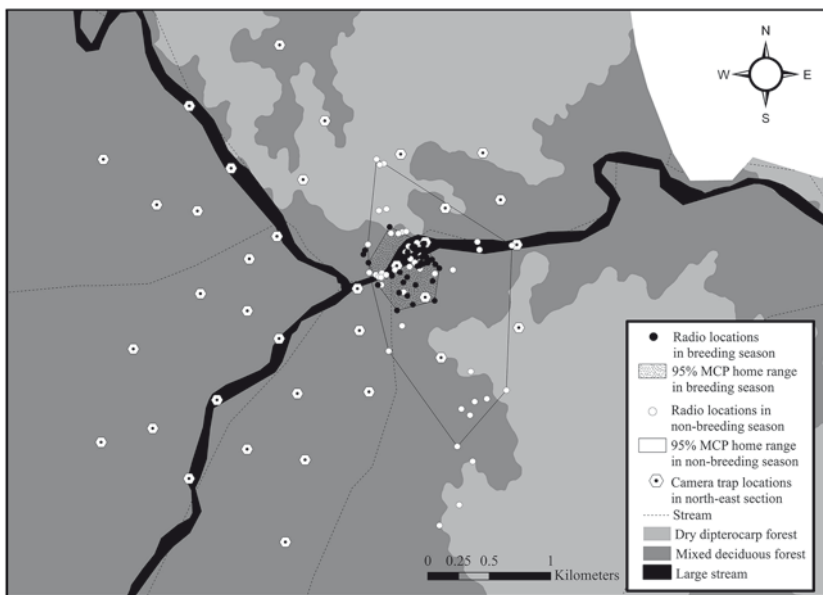 N
W E
S
Radio locations
in breeding season
95% MCP home range
in breeding season
Radio locations in
non-breeding season
95% MCP home range
in non-breeding season
Camera trap locations
in north-east section
Stream
Dry dipterocarp forest
Mixed deciduous forest
Large stream
0 0.25 0.5 1
Kilometers